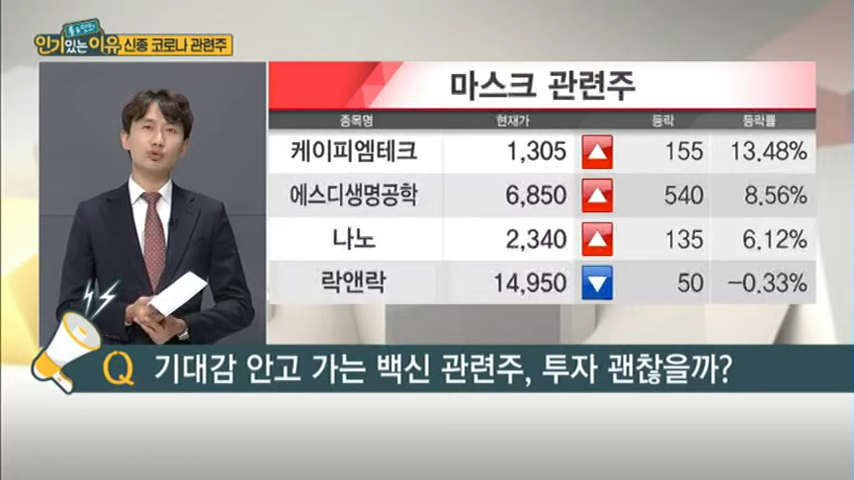 인기있는 이유 신종 코로나 관련주
마스크 관련주
종목명 현재가 등락 등락률
케이피엠테크 1,305 155 13.48%
에스디생명공학 6,850 540 8.56%
나노 2,340 135 6.12%
락앤락 14,950 50 -0.33%
Q 기대감 안고 가는 백신 관련주, 투자 괜찮을까?